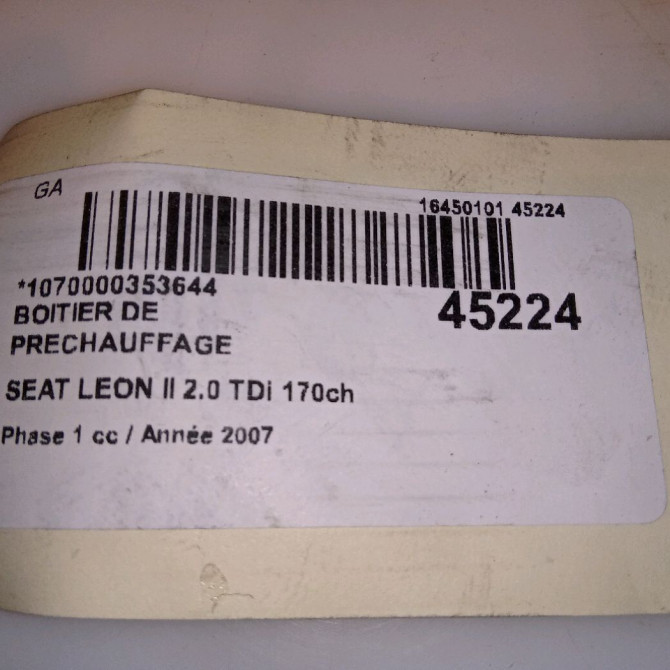 GA
16450101 45224
*1070000353644
45224
BOITIER DE
PRECHAUFFAGE
SEAT LEON II 2.0 TDi 170ch
Phase 1 cc / Année 2007